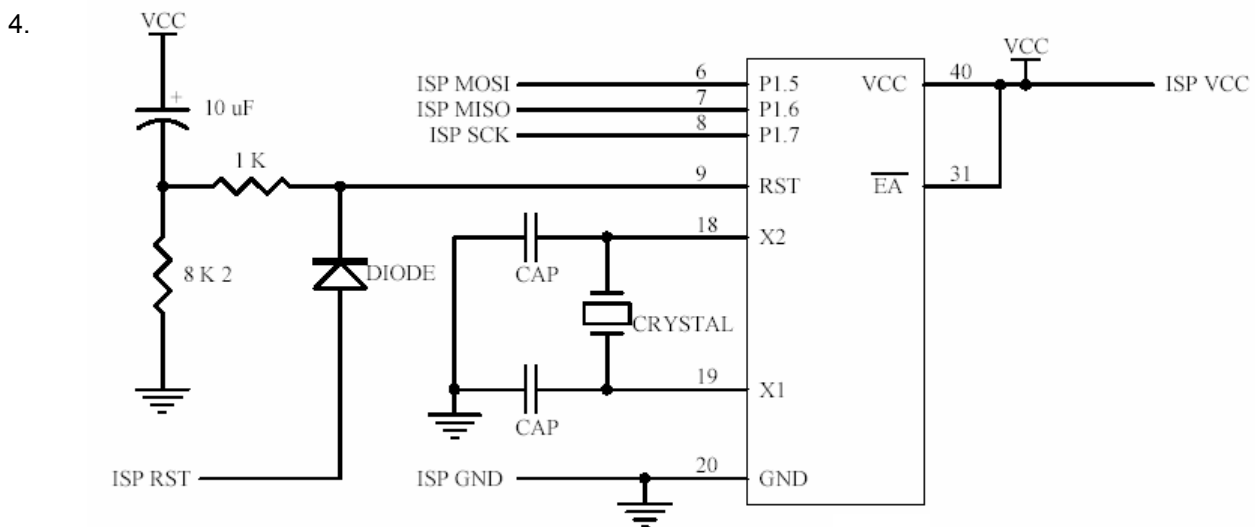 4.
VCC
+
10 uF
1 K
8 K 2
DIODE
ISP RST
ISP MOSI
ISP MISO
ISP SCK
6
7
8
9
18
19
20
CAP
CRYSTAL
CAP
ISP GND
P1.5
P1.6
P1.7
RST
X2
X1
GND
VCC
EA
40
31
VCC
ISP VCC